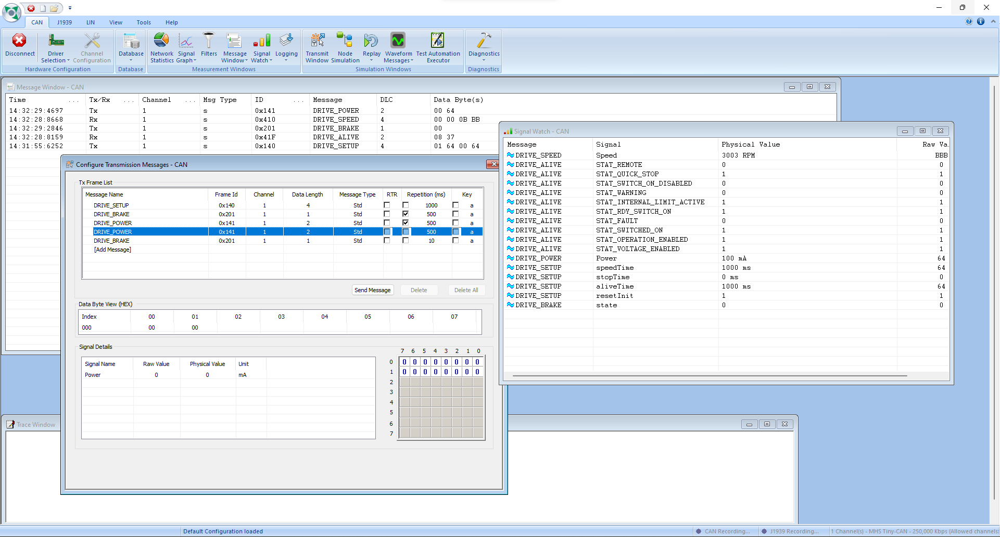 CAN J1939 LIN View Tools Help
Disconnect Driver Selection Channel Configuration Database Network Statistics Signal Graph Filters Message Window Signal Watch Logging Transmit Window Node Simulation Replay Waveform Messages Test Automation Executor Diagnostics
Hardware Configuration Database Measurement Windows Simulation Windows Diagnostics
Message Window - CAN
Time ... Tx/Rx ... Channel ... Msg Type ID ... Message DLC Data Byte(s)
14:32:29:4697 Tx 1 s 0x141 DRIVE_POWER 2 00 64
14:32:28:8668 Rx 1 s 0x410 DRIVE_SPEED 4 00 00 0B BB
14:32:29:2846 Tx 1 s 0x201 DRIVE_BRAKE 1 00
14:32:28:8159 Rx 1 s 0x41F DRIVE_ALIVE 2 08 37
14:31:55:6252 Tx 1 s 0x140 DRIVE_SETUP 4 01 64 00 64
Configure Transmission Messages - CAN
Tx Frame List
Message Name Frame Id Channel Data Length Message Type RTR Repetition (ms) Key
DRIVE_SETUP 0x140 1 4 Std 1000 a
DRIVE_BRAKE 0x201 1 1 Std 500 a
DRIVE_POWER 0x141 1 2 Std 500 a
DRIVE_POWER 0x141 1 2 Std 500 a
DRIVE_BRAKE 0x201 1 1 Std 10 a
[Add Message]
Send Message Delete Delete All
Data Byte View (HEX)
Index 00 01 02 03 04 05 06 07
000 00 00
Signal Details
Signal Name Raw Value Physical Value Unit
Power 0 0 mA
7 6 5 4 3 2 1 0
0 0 0 0 0 0 0 0 0
1 0 0 0 0 0 0 0 0
2
3
4
5
6
7
Signal Watch - CAN
Message Signal Physical Value Raw Va.
DRIVE_SPEED Speed 3003 RPM BBB
DRIVE_ALIVE STAT_REMOTE 0 0
DRIVE_ALIVE STAT_QUICK_STOP 1 1
DRIVE_ALIVE STAT_SWITCH_ON_DISABLED 0 0
DRIVE_ALIVE STAT_WARNING 0 0
DRIVE_ALIVE STAT_INTERNAL_LIMIT_ACTIVE 1 1
DRIVE_ALIVE STAT_RDY_SWITCH_ON 1 1
DRIVE_ALIVE STAT_FAULT 0 0
DRIVE_ALIVE STAT_SWITCHED_ON 1 1
DRIVE_ALIVE STAT_OPERATION_ENABLED 1 1
DRIVE_ALIVE STAT_VOLTAGE_ENABLED 1 1
DRIVE_POWER Power 100 mA 64
DRIVE_SETUP speedTime 1000 ms 64
DRIVE_SETUP stopTime 0 ms 0
DRIVE_SETUP aliveTime 1000 ms 64
DRIVE_SETUP resetInit 1 1
DRIVE_BRAKE state 0 0
Trace Window
Default Configuration loaded CAN Recording... J1939 Recording... 1 Channel(s) - MHS Tiny-CAN - 250,000 Kbps (Allowed channels: